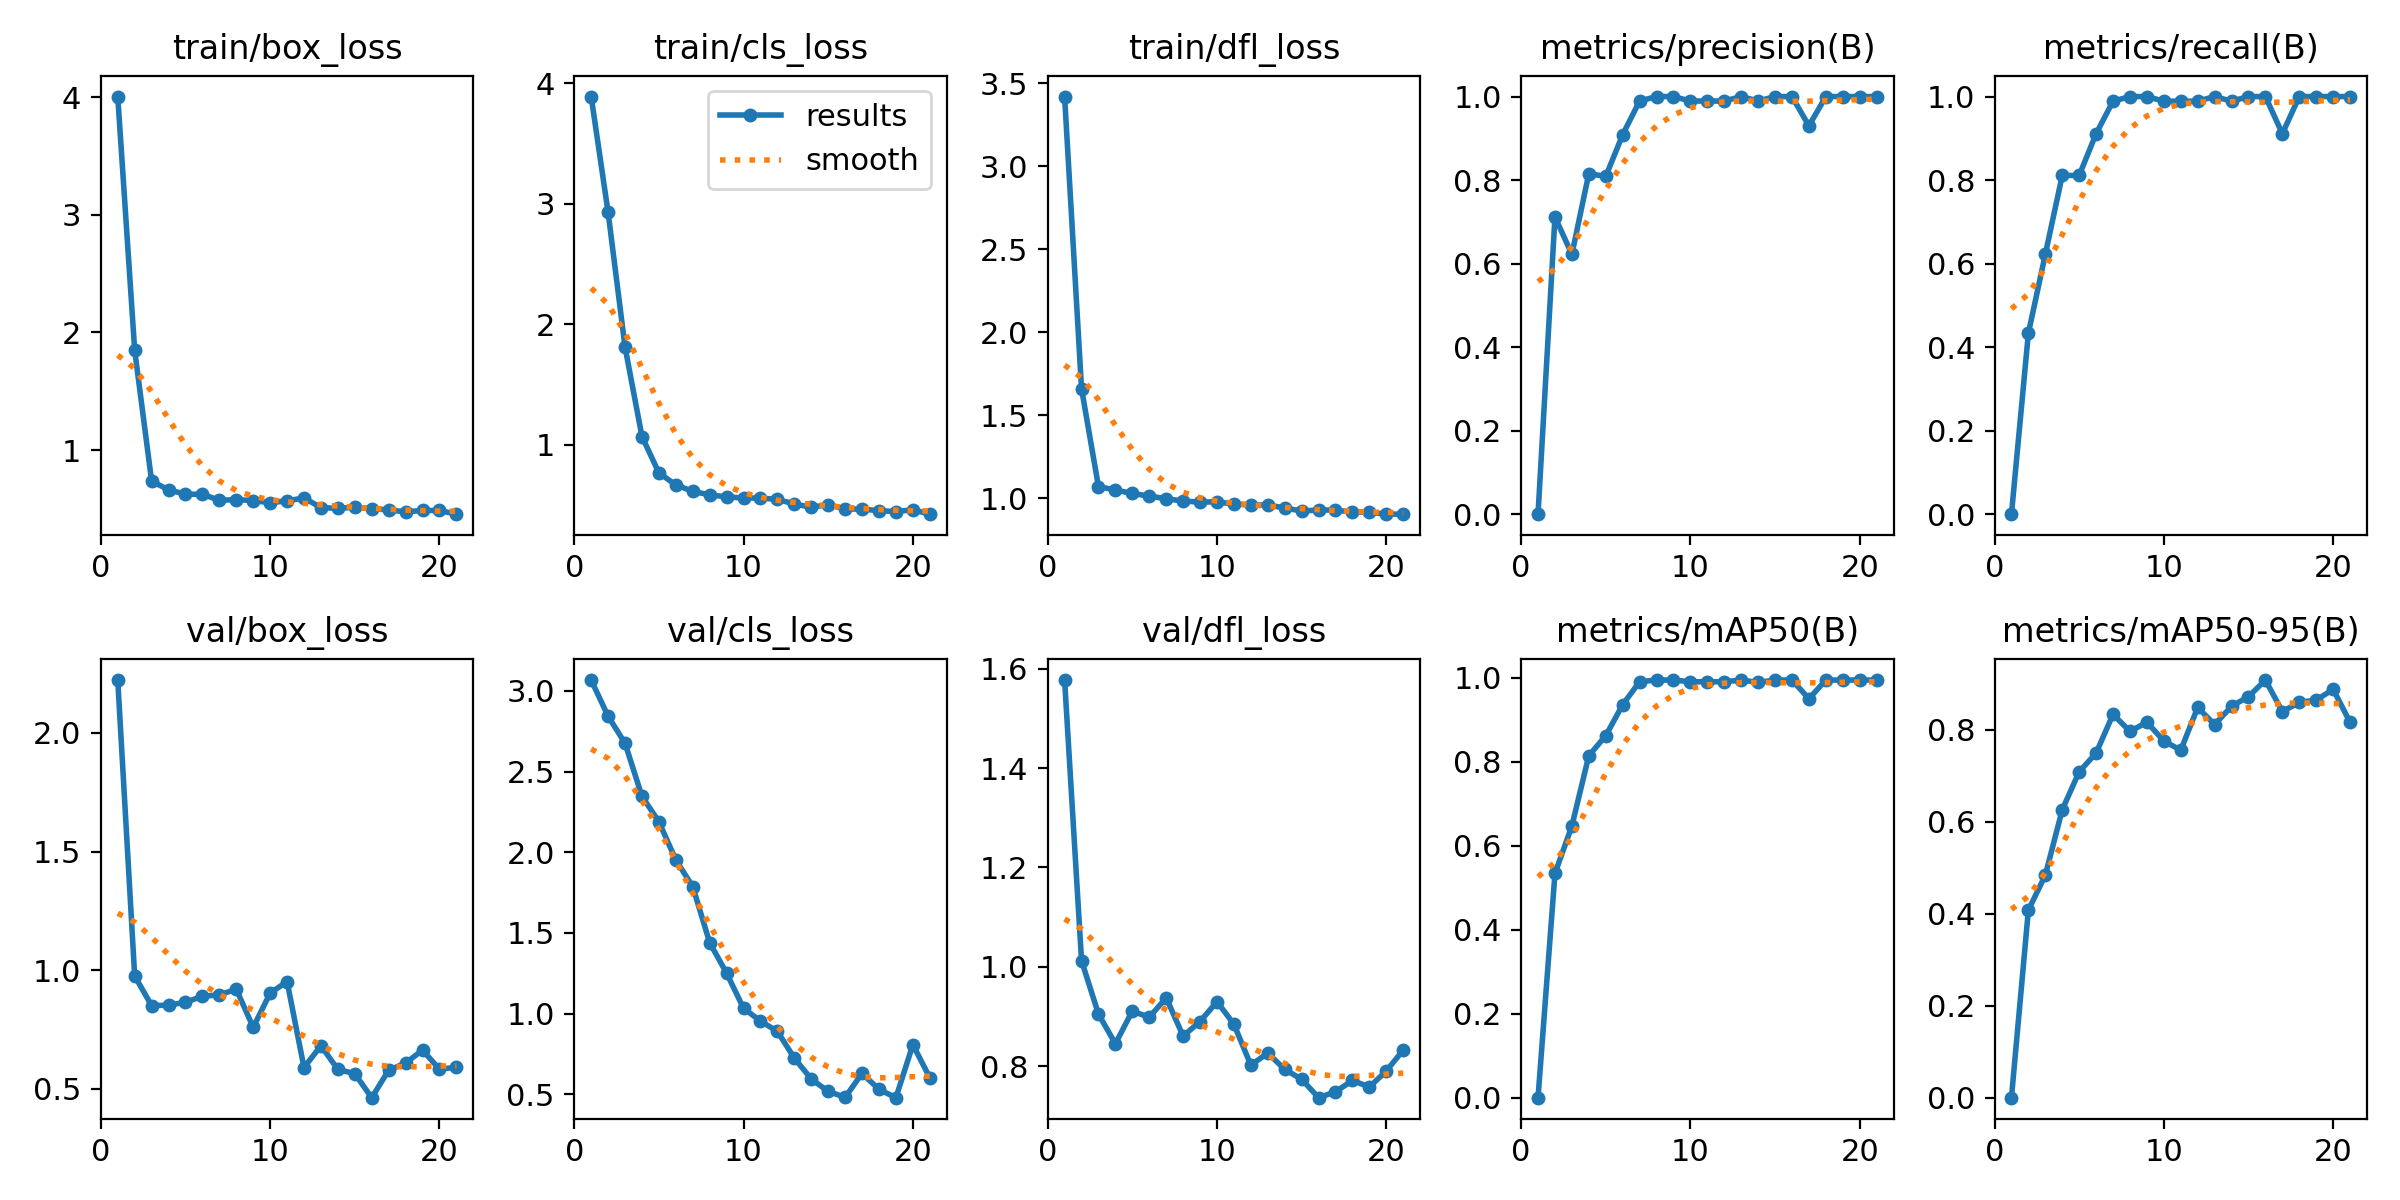 train/box_loss
4
3
2
1
0 10 20
train/cls_loss
results
smooth
4
3
2
1
0 10 20
train/dfl_loss
3.5
3.0
2.5
2.0
1.5
1.0
0 10 20
metrics/precision(B)
1.0
0.8
0.6
0.4
0.2
0.0
0 10 20
metrics/recall(B)
1.0
0.8
0.6
0.4
0.2
0.0
0 10 20
val/box_loss
2.0
1.5
1.0
0.5
0 10 20
val/cls_loss
3.0
2.5
2.0
1.5
1.0
0.5
0 10 20
val/dfl_loss
1.6
1.4
1.2
1.0
0.8
0 10 20
metrics/mAP50(B)
1.0
0.8
0.6
0.4
0.2
0.0
0 10 20
metrics/mAP50-95(B)
0.8
0.6
0.4
0.2
0.0
0 10 20